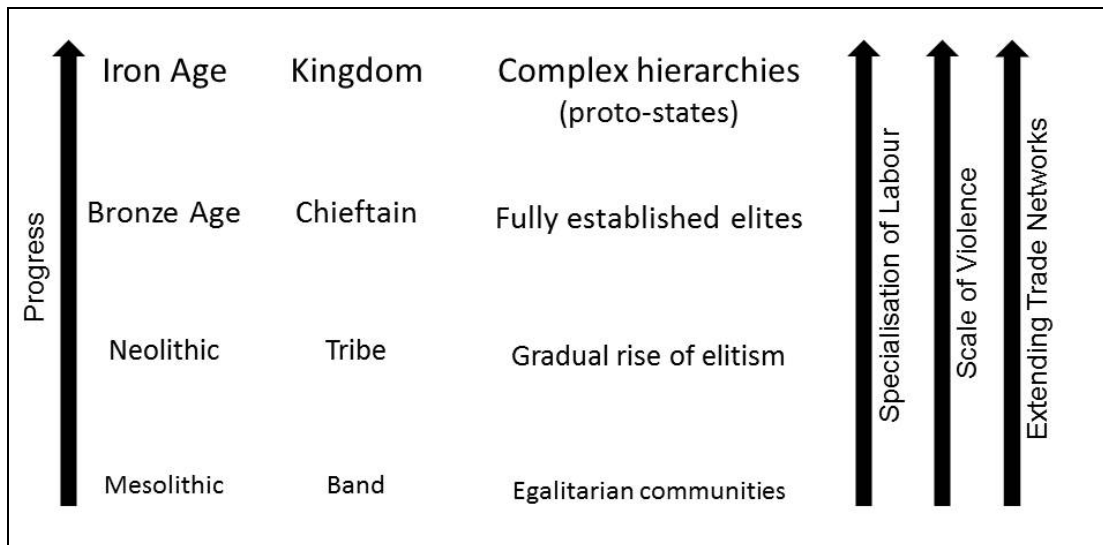 Progress
Iron Age Kingdom Complex hierarchies
(proto-states)
Bronze Age Chieftain Fully established elites
Neolithic Tribe Gradual rise of elitism
Mesolithic Band Egalitarian communities
Specialisation of Labour
Scale of Violence
Extending Trade Networks